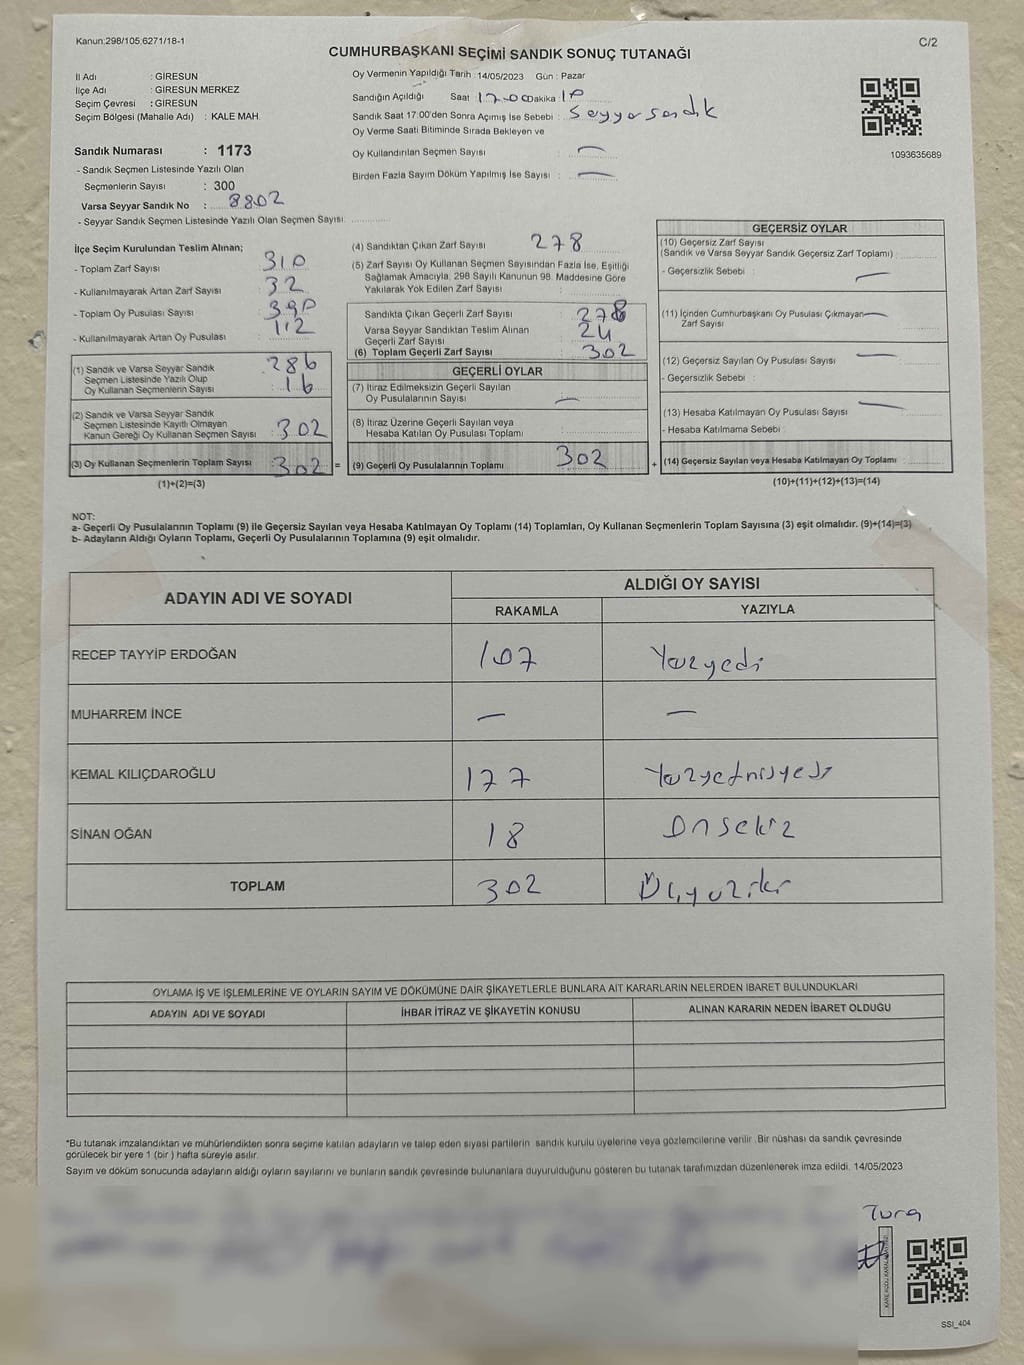 Kanun:298/105,6271/18-1
C/2
CUMHURBAŞKANI SEÇİMİ SANDIK SONUÇ TUTANAĞI
İl Adı : GİRESUN
İlçe Adı : GİRESUN MERKEZ
Seçim Çevresi : GİRESUN
Seçim Bölgesi (Mahalle Adı) : KALE MAH.
Oy Vermenin Yapıldığı Tarih : 14/05/2023 Gün : Pazar
Sandığın Açıldığı Saat 17.00 Dakika : 10
Sandık Saat 17:00'den Sonra Açımış İse Sebebi : Seyyar sandık
Oy Verme Saati Bitiminde Sırada Bekleyen ve
Oy Kullandırılan Seçmen Sayısı : —
Birden Fazla Sayım Döküm Yapılmış İse Sayısı : —
1093635689
Sandık Numarası : 1173
- Sandık Seçmen Listesinde Yazılı Olan
Seçmenlerin Sayısı : 300
Varsa Seyyar Sandık No : 8802
- Seyyar Sandık Seçmen Listesinde Yazılı Olan Seçmen Sayısı:
İlçe Seçim Kurulundan Teslim Alınan;
- Toplam Zarf Sayısı : 310
- Kullanılmayarak Artan Zarf Sayısı : 32
- Toplam Oy Pusulası Sayısı : 390
- Kullanılmayarak Artan Oy Pusulası : 112
(1) Sandık ve Varsa Seyyar Sandık
Seçmen Listesinde Yazılı Olup
Oy Kullanan Seçmenlerin Sayısı : 286
16
(2) Sandık ve Varsa Seyyar Sandık
Seçmen Listesinde Kayıtlı Olmayan
Kanun Gereği Oy Kullanan Seçmen Sayısı : 302
(3) Oy Kullanan Seçmenlerin Toplam Sayısı : 302 =
(1)+(2)=(3)
(4) Sandıktan Çıkan Zarf Sayısı : 278
(5) Zarf Sayısı Oy Kullanan Seçmen Sayısından Fazla İse, Eşitliği
Sağlamak Amacıyla, 298 Sayılı Kanunun 98. Maddesine Göre
Yakılarak Yok Edilen Zarf Sayısı :
Sandıkta Çıkan Geçerli Zarf Sayısı : 278
Varsa Seyyar Sandıktan Teslim Alınan
Geçerli Zarf Sayısı : 24
(6) Toplam Geçerli Zarf Sayısı : 302
GEÇERLİ OYLAR
(7) İtiraz Edilmeksizin Geçerli Sayılan
Oy Pusulalarının Sayısı : —
(8) İtiraz Üzerine Geçerli Sayılan veya
Hesaba Katılan Oy Pusulası Toplamı :
(9) Geçerli Oy Pusulalarının Toplamı : 302 +
GEÇERSİZ OYLAR
(10) Geçersiz Zarf Sayısı
(Sandık ve Varsa Seyyar Sandık Geçersiz Zarf Toplamı) :
- Geçersizlik Sebebi : —
(11) İçinden Cumhurbaşkanı Oy Pusulası Çıkmayan —
Zarf Sayısı :
(12) Geçersiz Sayılan Oy Pusulası Sayısı : —
- Geçersizlik Sebebi :
(13) Hesaba Katılmayan Oy Pusulası Sayısı : —
- Hesaba Katılmama Sebebi :
(14) Geçersiz Sayılan veya Hesaba Katılmayan Oy Toplamı :
(10)+(11)+(12)+(13)=(14)
NOT:
a- Geçerli Oy Pusulalarının Toplamı (9) ile Geçersiz Sayılan veya Hesaba Katılmayan Oy Toplamı (14) Toplamları, Oy Kullanan Seçmenlerin Toplam Sayısına (3) eşit olmalıdır. (9)+(14)=(3)
b- Adayların Aldığı Oyların Toplamı, Geçerli Oy Pusulalarının Toplamına (9) eşit olmalıdır.
ADAYIN ADI VE SOYADI
ALDIĞI OY SAYISI
RAKAMLA YAZIYLA
RECEP TAYYİP ERDOĞAN 107 Yüzyedi
MUHARREM İNCE — —
KEMAL KILIÇDAROĞLU 177 Yüzyetmişyedi
SİNAN OĞAN 18 Onsekiz
TOPLAM 302 Üçyüziki
OYLAMA İŞ VE İŞLEMLERİNE VE OYLARIN SAYIM VE DÖKÜMÜNE DAİR ŞİKAYETLERLE BUNLARA AİT KARARLARIN NELERDEN İBARET BULUNDUKLARI
ADAYIN ADI VE SOYADI İHBAR İTİRAZ VE ŞİKAYETİN KONUSU ALINAN KARARIN NEDEN İBARET OLDUĞU
*Bu tutanak imzalandıktan ve mühürlendikten sonra seçime katılan adayların ve talep eden siyasi partilerin sandık kurulu üyelerine veya gözlemcilerine verilir. Bir nüshası da sandık çevresinde
görülecek bir yere 1 (bir ) hafta süreyle asılır.
Sayım ve döküm sonucunda adayların aldığı oyların sayılarını ve bunların sandık çevresinde bulunanlara duyurulduğunu gösteren bu tutanak tarafımızdan düzenlenerek imza edildi. 14/05/2023
SSI_404